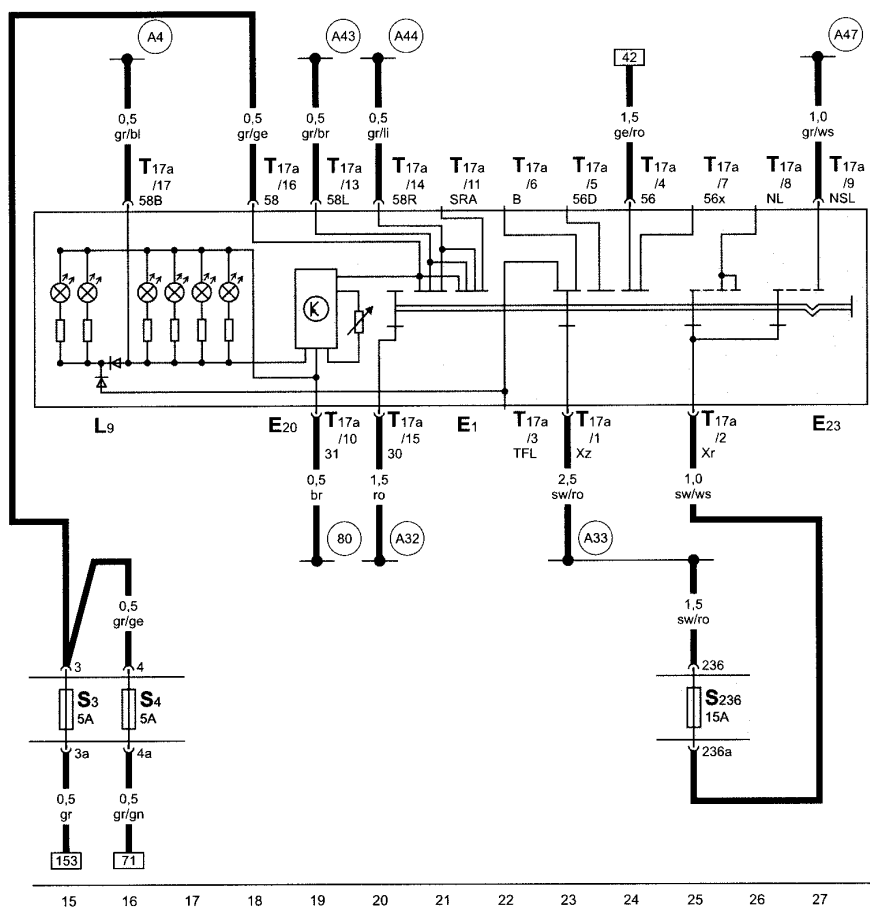 A4
A43
A44
42
A47
0,5
gr/bl
0,5
gr/ge
0,5
gr/br
0,5
gr/li
1,5
ge/ro
1,0
gr/ws
T17a
/17
58B
T17a
/16
58
T17a
/13
58L
T17a
/14
58R
T17a
/11
SRA
T17a
/6
B
T17a
/5
56D
T17a
/4
56
T17a
/7
56x
T17a
/8
NL
T17a
/9
NSL
K
L9
E20
T17a
/10
31
T17a
/15
30
E1
T17a
/3
TFL
T17a
/1
Xz
T17a
/2
Xr
E23
0,5
br
1,5
ro
2,5
sw/ro
1,0
sw/ws
80
A32
A33
0,5
gr/ge
1,5
sw/ro
3
4
236
S3
5A
S4
5A
S236
15A
3a
4a
236a
0,5
gr
0,5
gr/gn
153
71
15 16 17 18 19 20 21 22 23 24 25 26 27